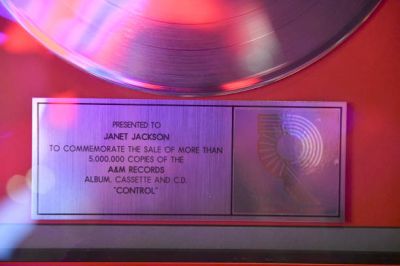 PRESENTED TO
JANET JACKSON
TO COMMEMORATE THE SALE OF MORE THAN
5,000,000 COPIES OF THE
A&M RECORDS
ALBUM, CASSETTE AND C.D.
"CONTROL"